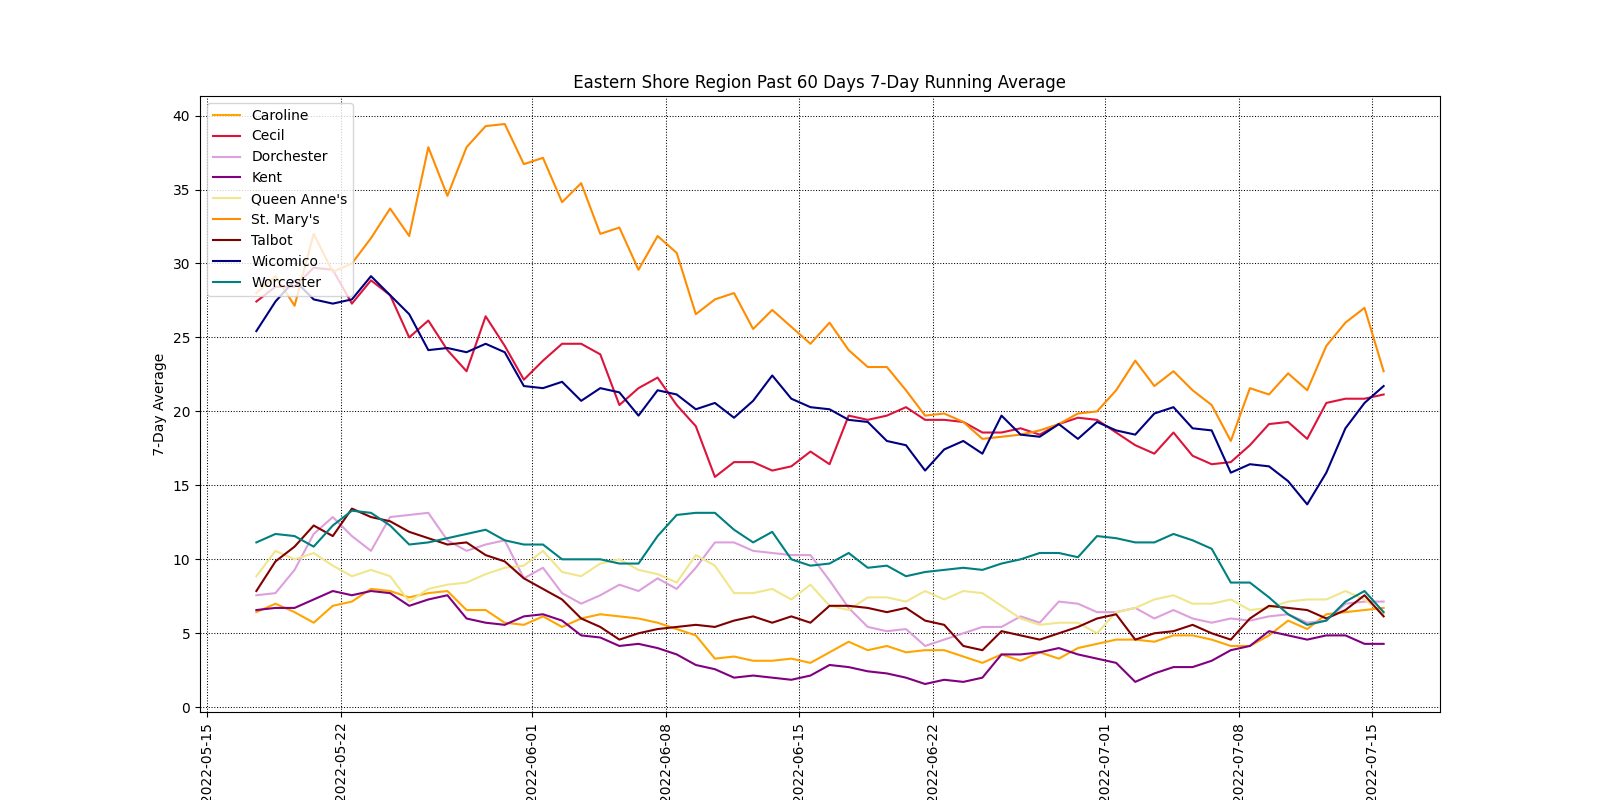 Eastern Shore Region Past 60 Days 7-Day Running Average
7-Day Average
40
35
30
25
20
15
10
5
0
Caroline
Cecil
Dorchester
Kent
Queen Anne's
St. Mary's
Talbot
Wicomico
Worcester
2022-05-15
2022-05-22
2022-06-01
2022-06-08
2022-06-15
2022-06-22
2022-07-01
2022-07-08
2022-07-15